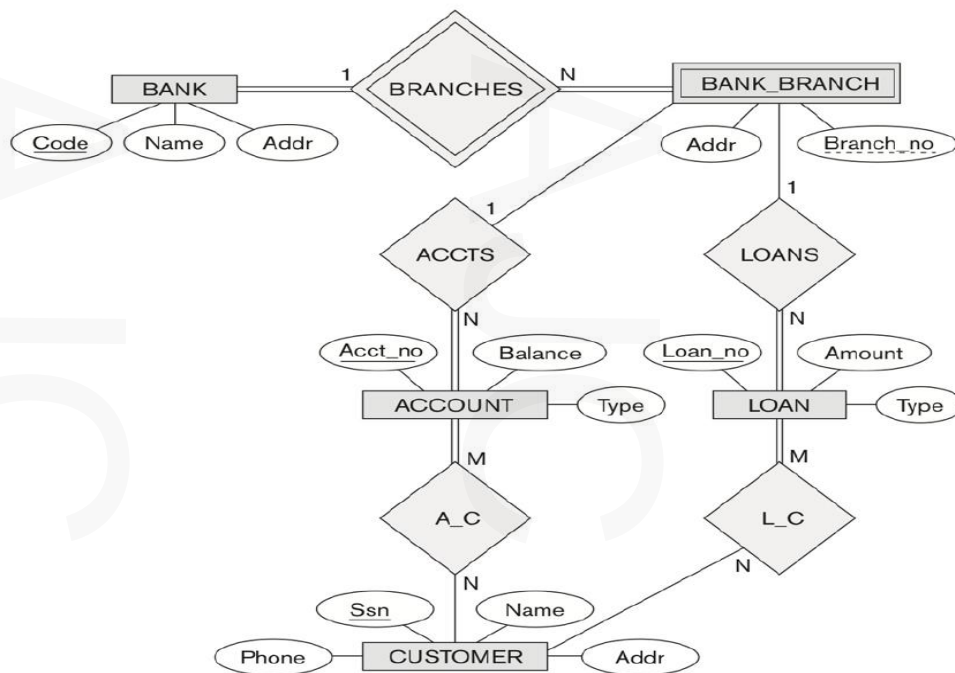 1 N
BANK BRANCHES BANK_BRANCH
Code Name Addr Addr Branch_no
1 1
ACCTS LOANS
N N
Acct_no Balance Loan_no Amount
ACCOUNT Type LOAN Type
M M
A_C L_C
N N
Ssn Name
Phone CUSTOMER Addr